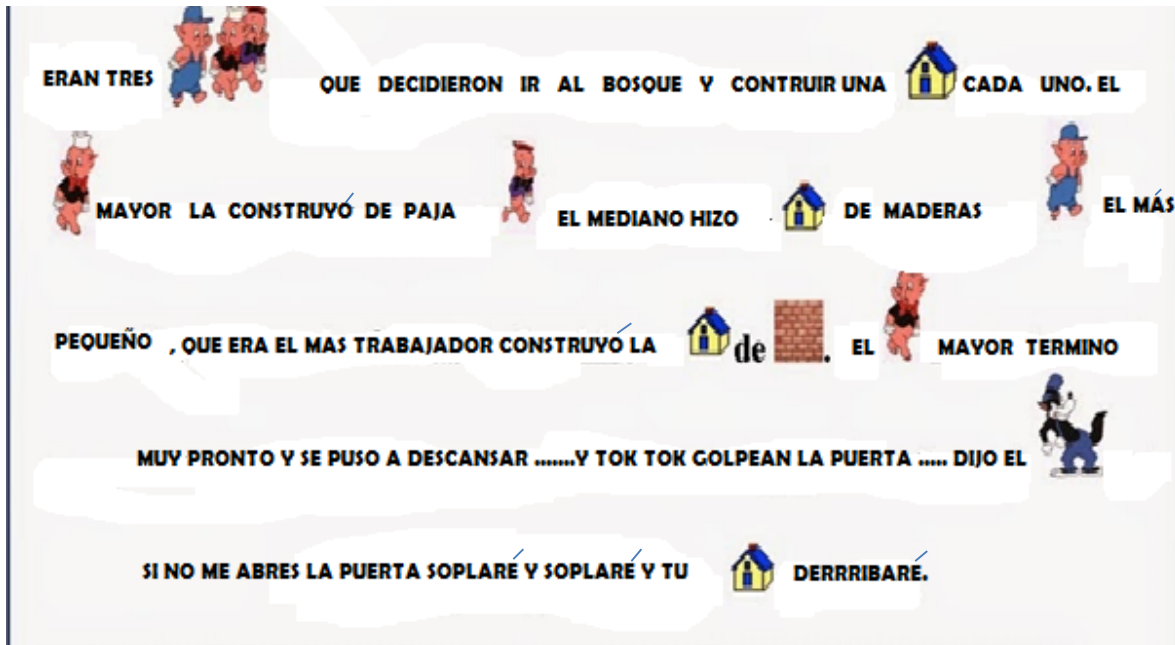 ERAN TRES QUE DECIDIERON IR AL BOSQUE Y CONTRUIR UNA CADA UNO. EL
MAYOR LA CONSTRUYÓ DE PAJA EL MEDIANO HIZO DE MADERAS EL MÁS
PEQUEÑO , QUE ERA EL MAS TRABAJADOR CONSTRUYÓ LA de . EL MAYOR TERMINO
MUY PRONTO Y SE PUSO A DESCANSAR .......Y TOK TOK GOLPEAN LA PUERTA ..... DIJO EL
SI NO ME ABRES LA PUERTA SOPLARÉ Y SOPLARÉ Y TU DERRRIBARÉ.